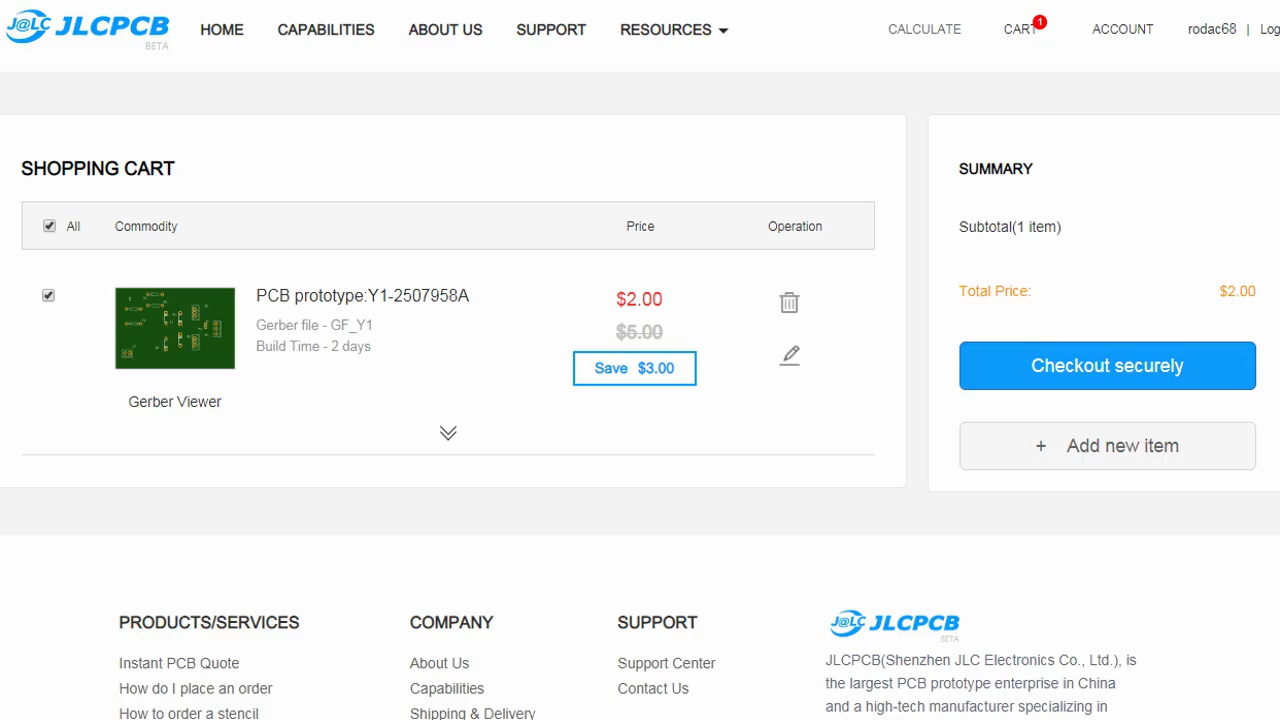 J@LC JLCPCB
BETA
HOME CAPABILITIES ABOUT US SUPPORT RESOURCES
CALCULATE CART 1 ACCOUNT rodac68 | Log
SHOPPING CART
All Commodity Price Operation
PCB prototype:Y1-2507958A
Gerber file - GF_Y1
Build Time - 2 days
$2.00
$5.00
Save $3.00
Gerber Viewer
SUMMARY
Subtotal(1 item)
Total Price: $2.00
Checkout securely
+ Add new item
PRODUCTS/SERVICES
Instant PCB Quote
How do I place an order
How to order a stencil
COMPANY
About Us
Capabilities
Shipping & Delivery
SUPPORT
Support Center
Contact Us
J@LC JLCPCB
BETA
JLCPCB(Shenzhen JLC Electronics Co., Ltd.), is
the largest PCB prototype enterprise in China
and a high-tech manufacturer specializing in